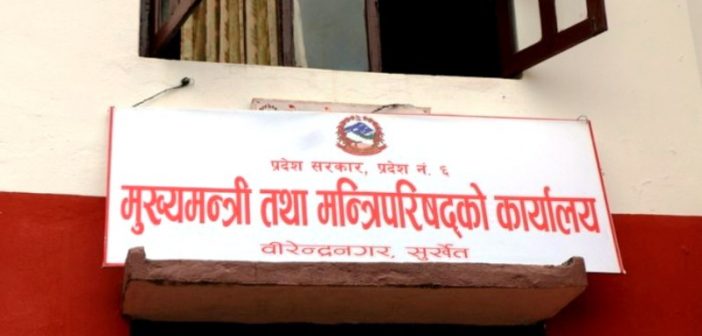 प्रदेश सरकार, प्रदेश नं. ६
मुख्यमन्त्री तथा मन्त्रिपरिषद्को कार्यालय
वीरेन्द्रनगर, सुर्खेत